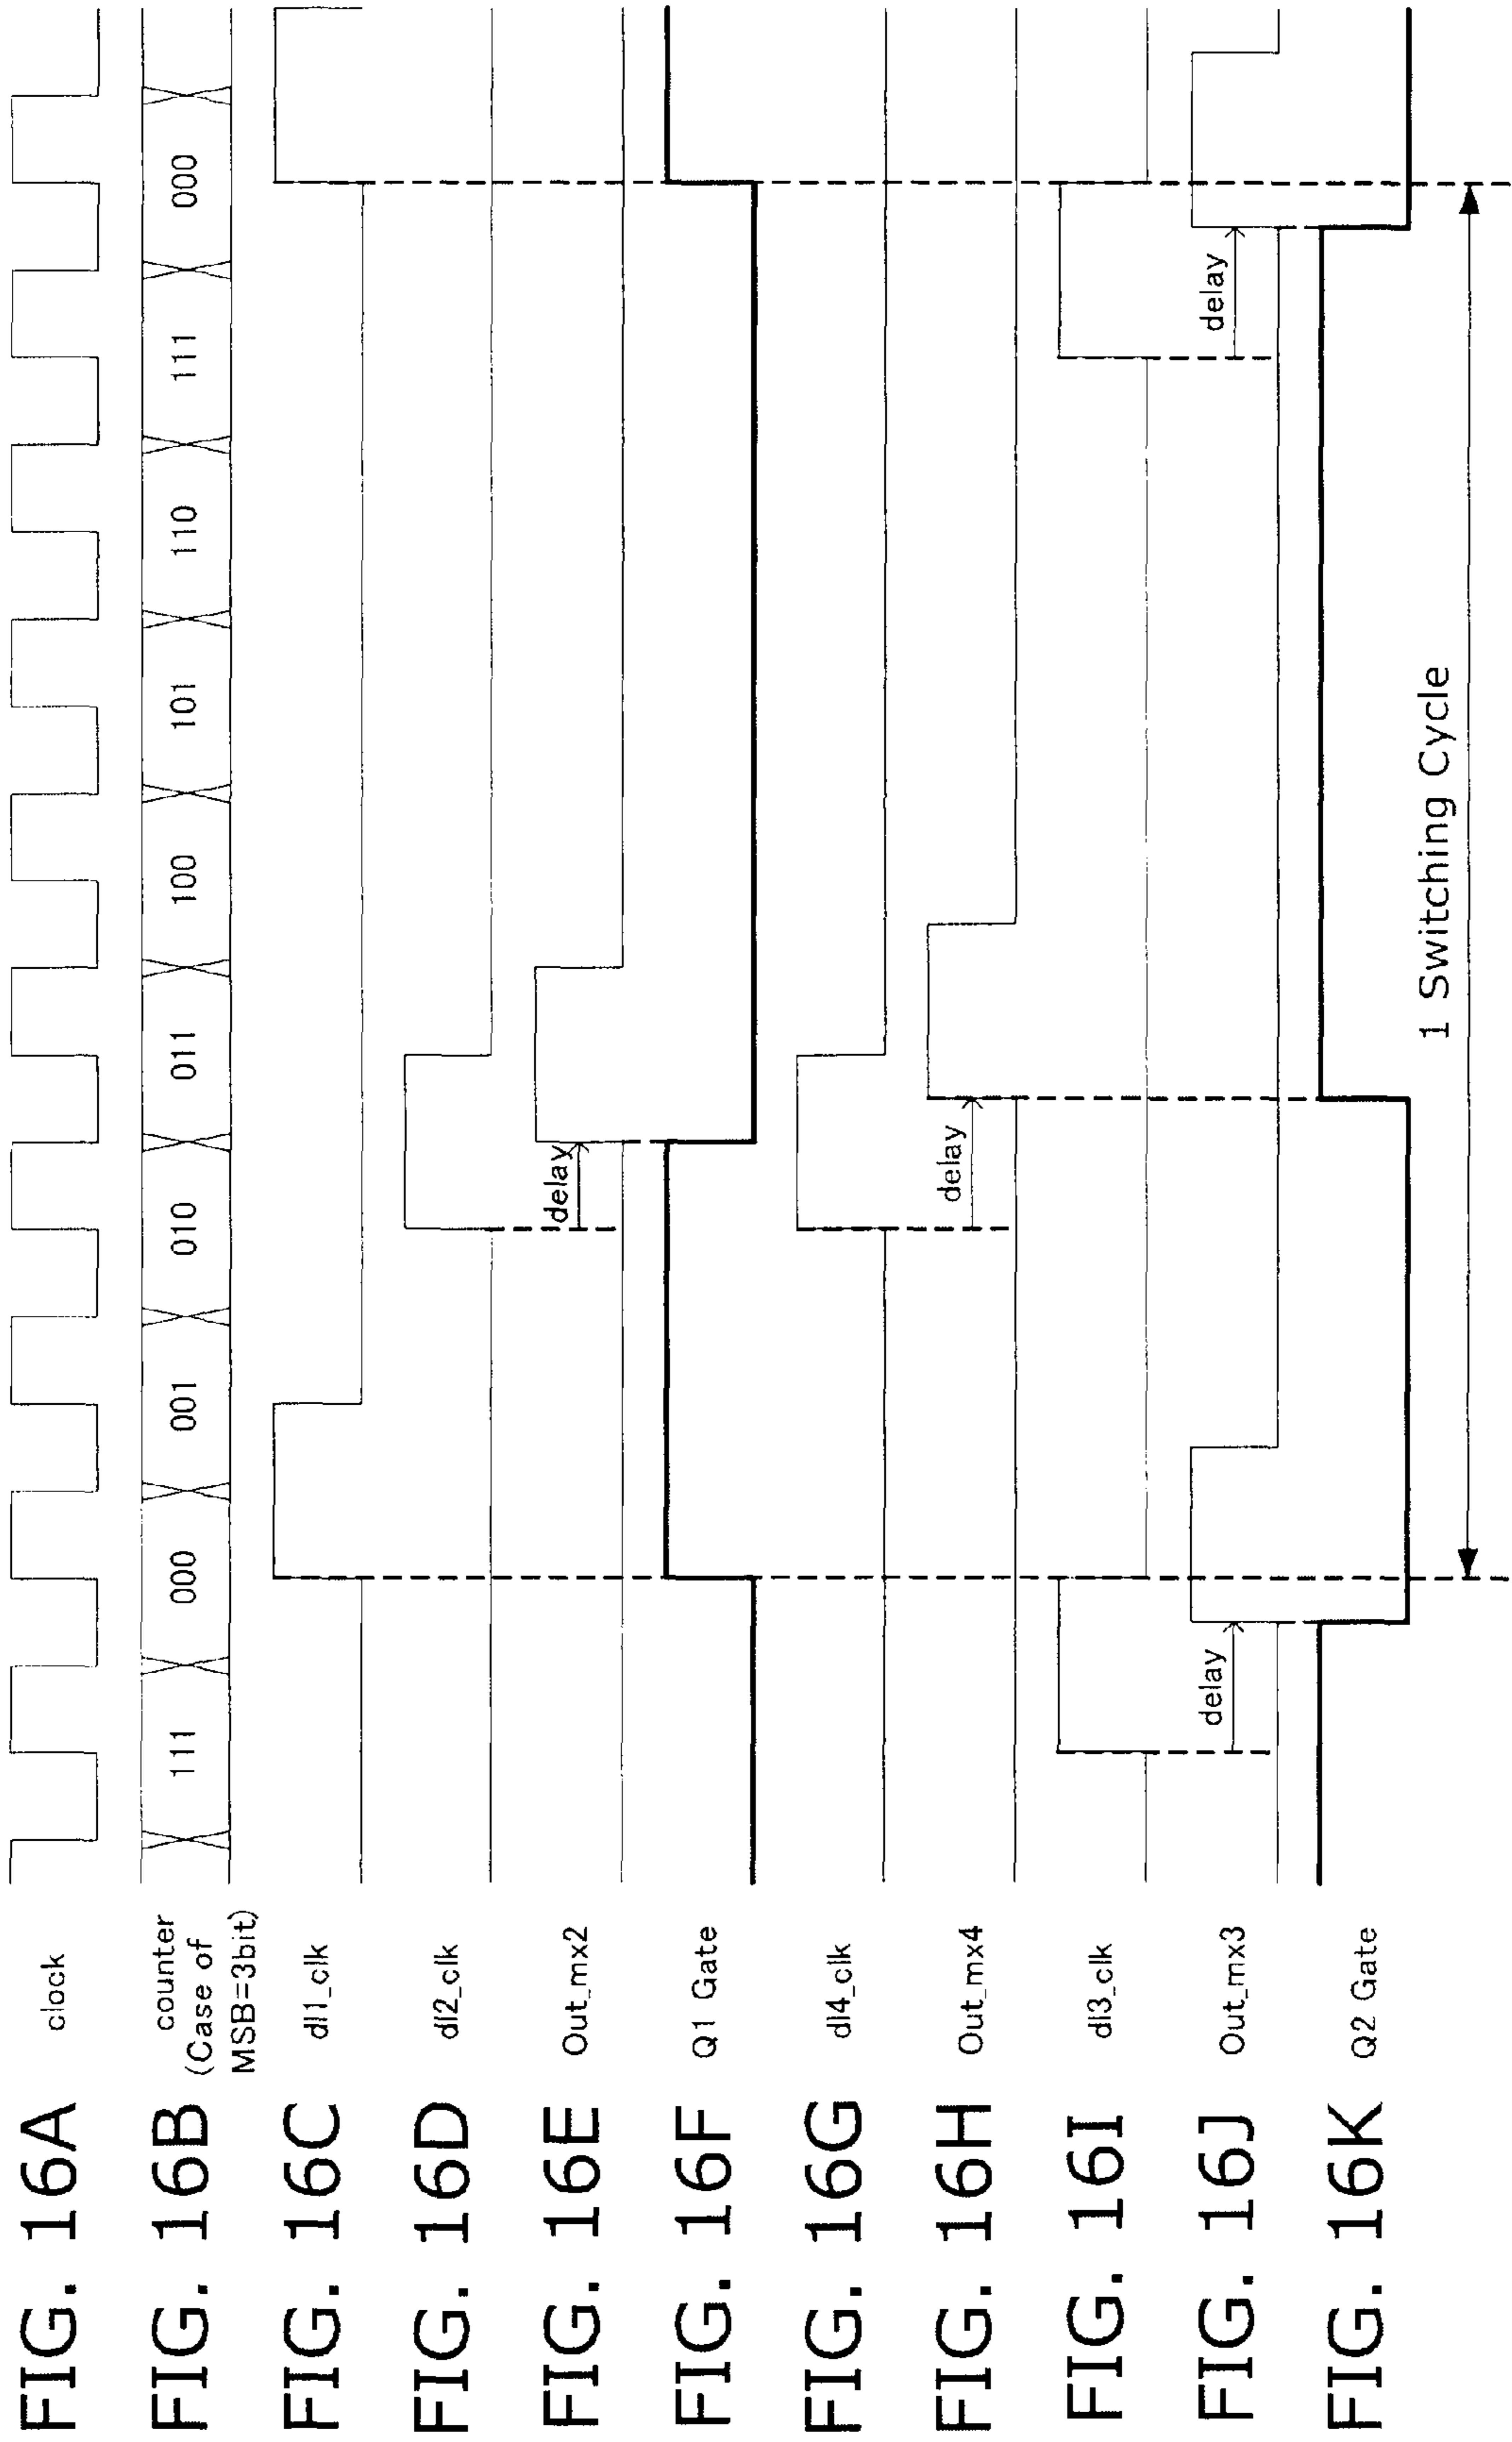 FIG. 16A clock
FIG. 16B counter
(Case of
MSB=3bit)
111 000 001 010 011 100 101 110 111 000
FIG. 16C dl1_clk
FIG. 16D dl2_clk
FIG. 16E Out_mx2
delay
FIG. 16F Q1 Gate
FIG. 16G dl4_clk
FIG. 16H Out_mx4
delay
FIG. 16I dl3_clk
FIG. 16J Out_mx3
delay delay
FIG. 16K Q2 Gate
1 Switching Cycle